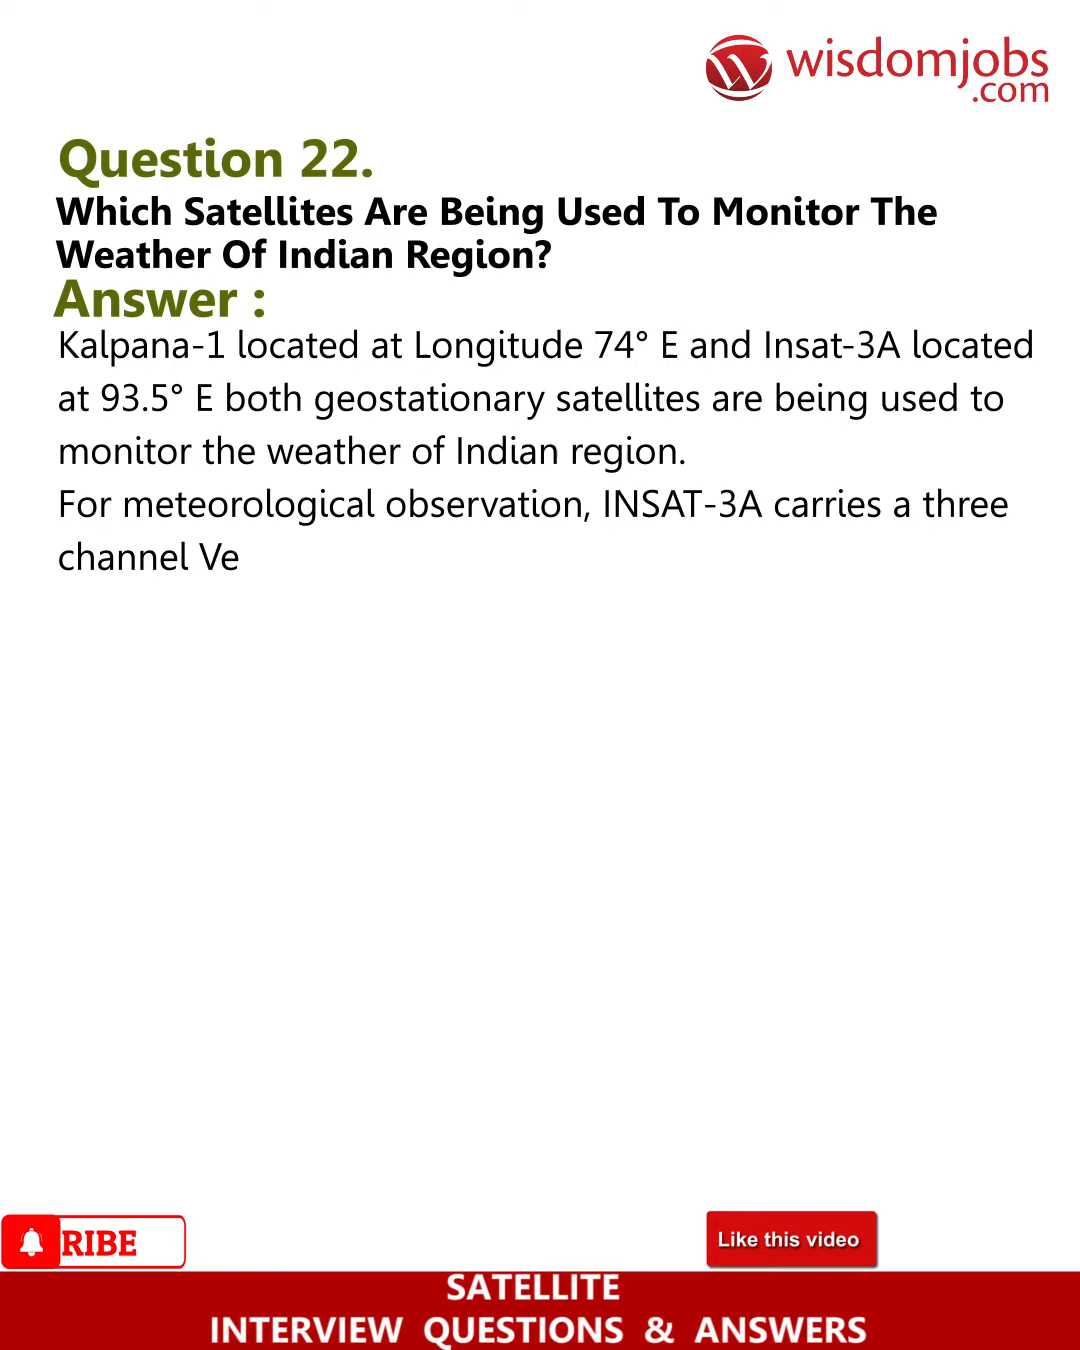 wisdomjobs
.com
Question 22.
Which Satellites Are Being Used To Monitor The
Weather Of Indian Region?
Answer :
Kalpana-1 located at Longitude 74° E and Insat-3A located
at 93.5° E both geostationary satellites are being used to
monitor the weather of Indian region.
For meteorological observation, INSAT-3A carries a three
channel Ve
RIBE
Like this video
SATELLITE
INTERVIEW QUESTIONS & ANSWERS